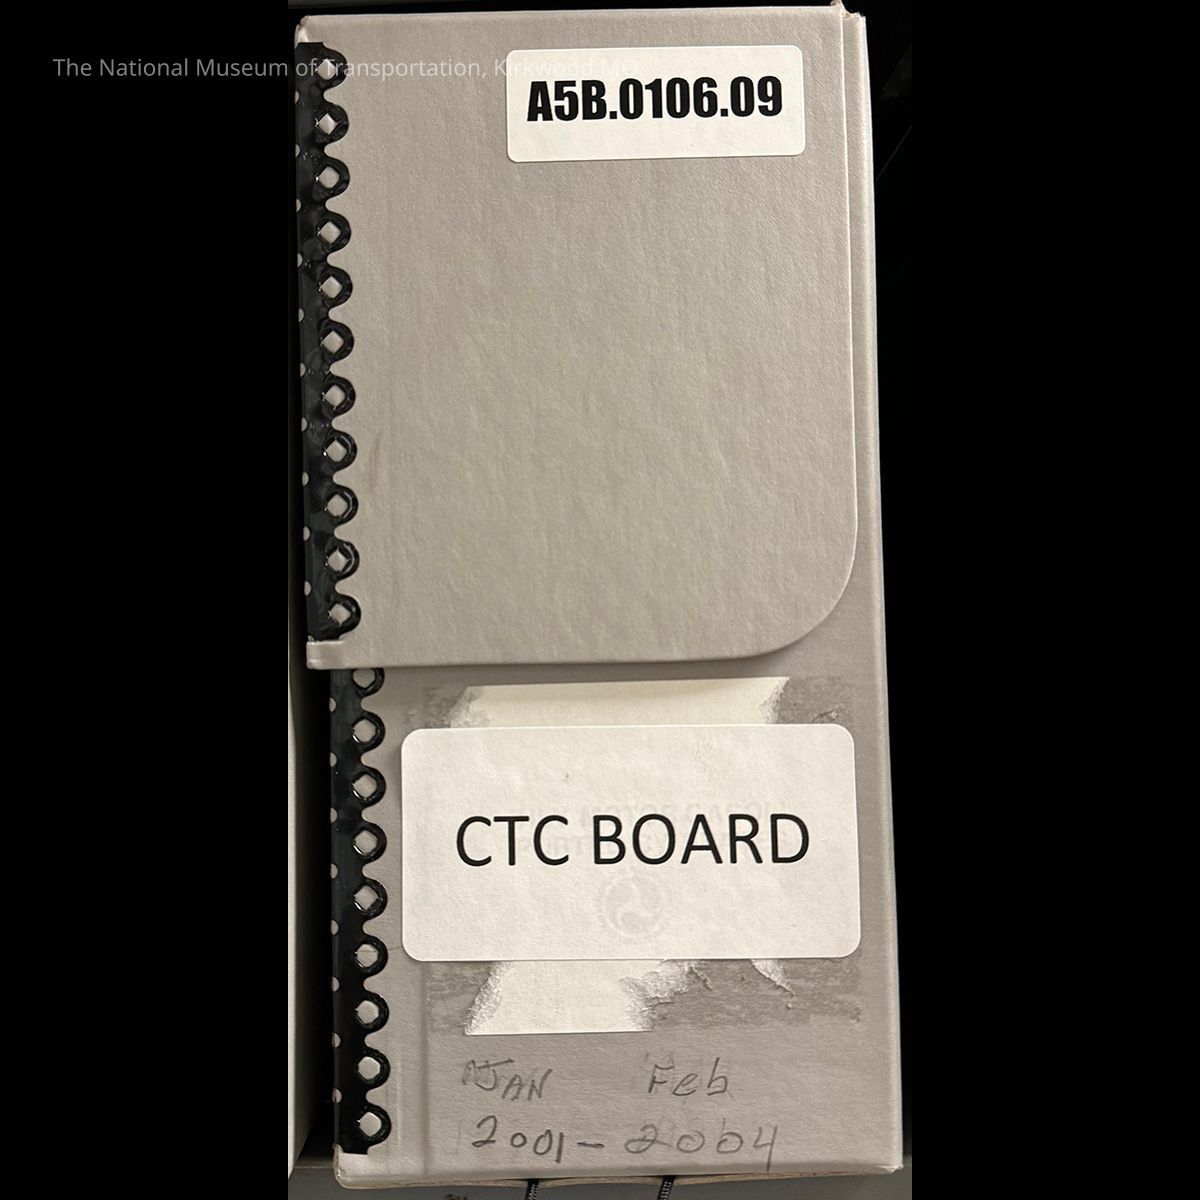 The National Museum of Transportation, Kirkwood MO
A5B.0106.09
CTC BOARD
JAN Feb
2001-2004